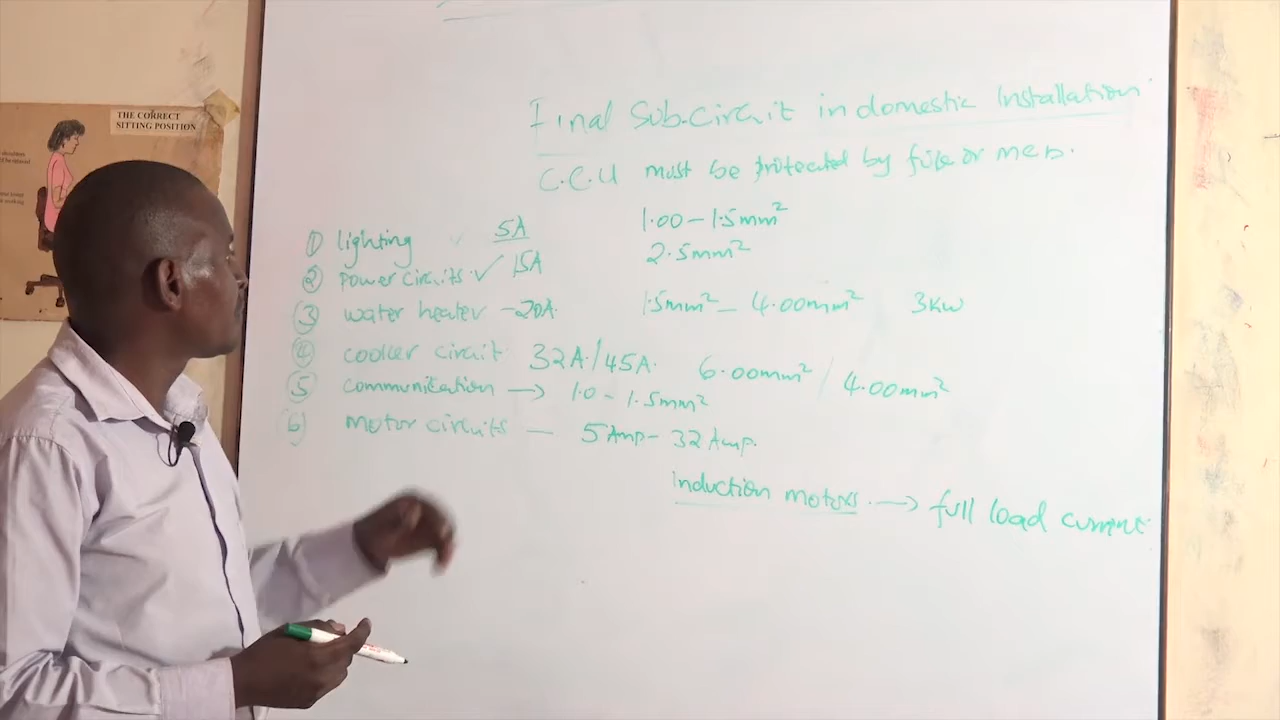 THE CORRECT
SITTING POSITION
Final Sub-Circuit in domestic Installation
C.C.U must be protected by fuse or MCB.
① lighting ✓ 5A 1.00 - 1.5mm²
② Power circuits ✓ 15A 2.5mm²
③ water heater - 20A. 1.5mm² - 4.00mm² 3kw
④ cooker circuit 32A / 45A. 6.00mm² / 4.00mm²
⑤ communication → 1.0 - 1.5mm²
⑥ motor circuits - 5Amp - 32Amp.
Induction motors → full load current